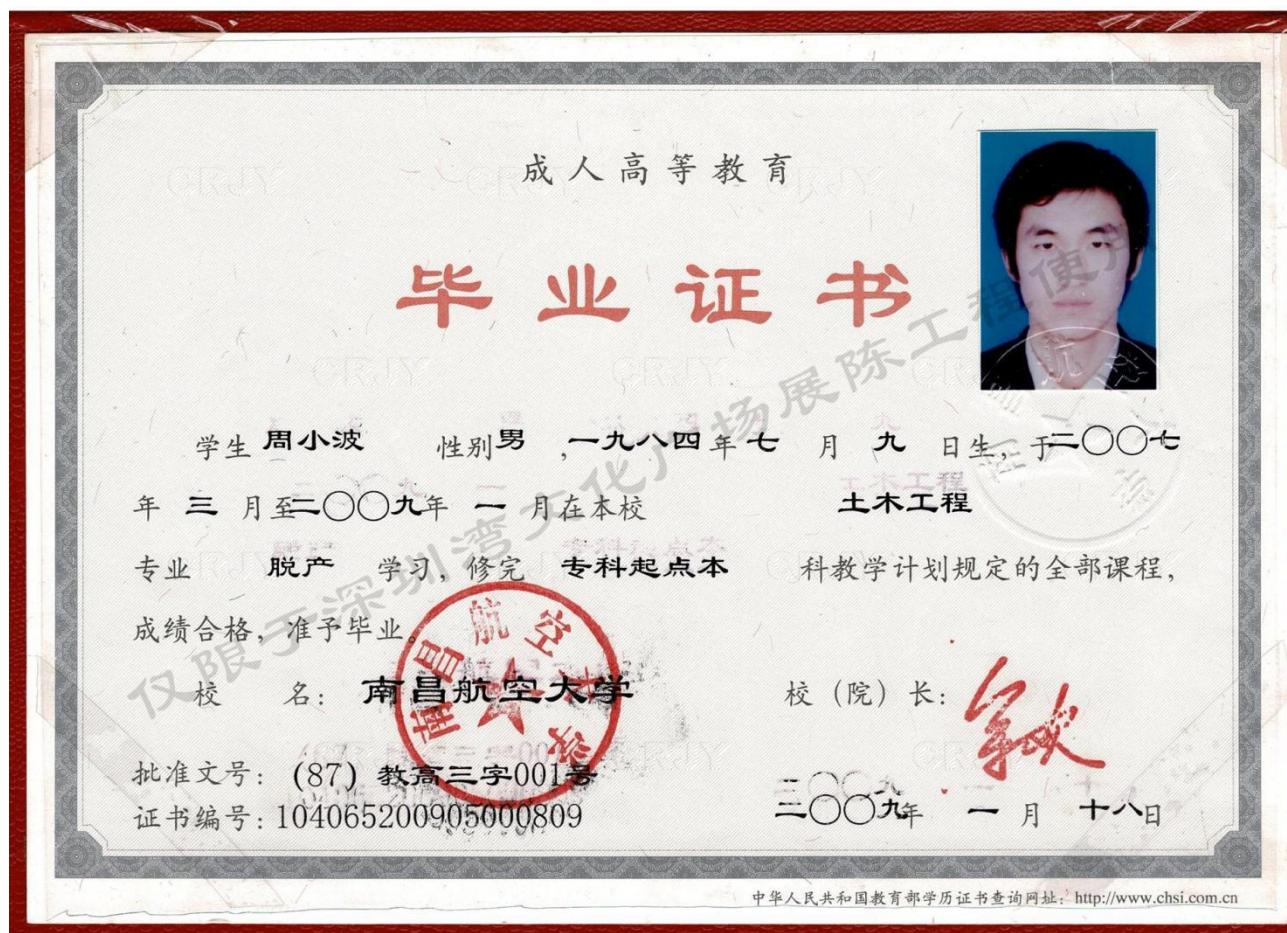 成人高等教育
毕业证书
学生 周小波 性别 男 ，一九八四 年 七 月 九 日生，于二〇〇七
年 三 月至二〇〇九年 一 月在本校 土木工程
专业 脱产 学习，修完 专科起点本 科教学计划规定的全部课程，
成绩合格，准予毕业。
校 名：南昌航空大学 校（院）长：
南昌航空大学
批准文号：(87) 教高三字001号
证书编号：104065200905000809 二〇〇九年 一 月 十八日
中华人民共和国教育部学历证书查询网址：http://www.chsi.com.cn
仅限于深圳湾文化广场展陈工程使用
CRJY